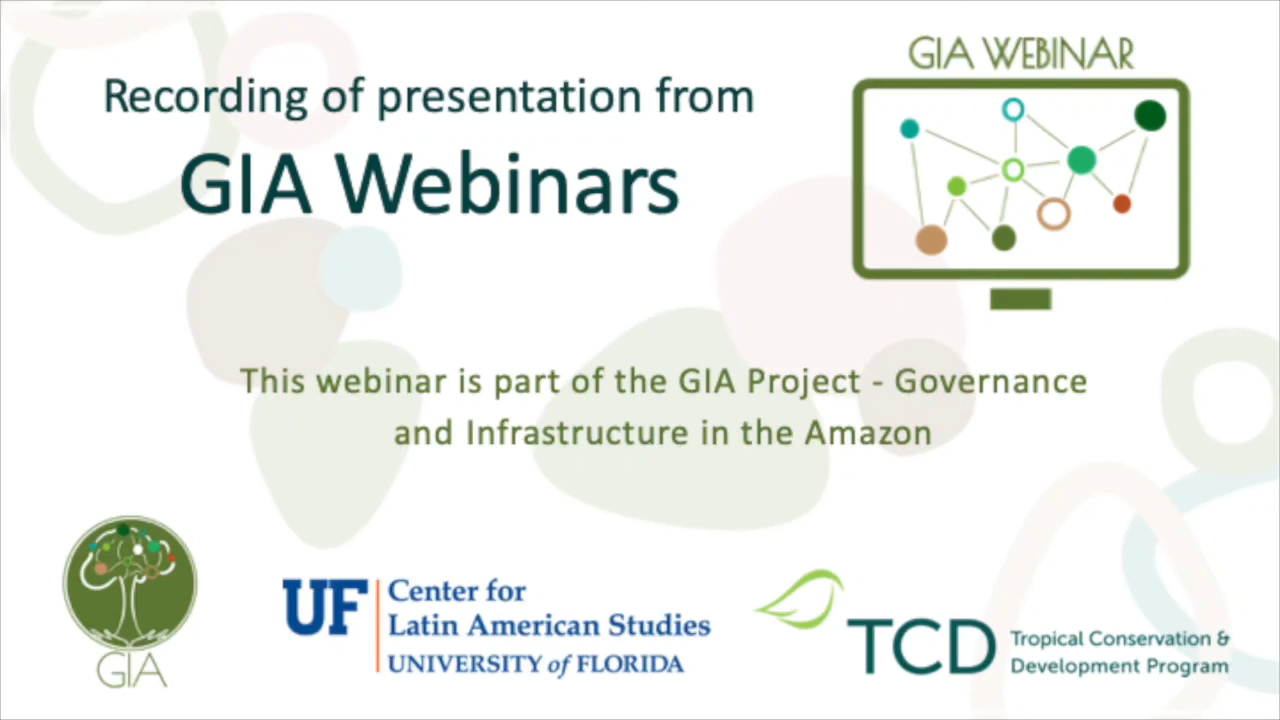 Recording of presentation from
GIA Webinars
GIA WEBINAR
This webinar is part of the GIA Project - Governance
and Infrastructure in the Amazon
GIA
UF
Center for
Latin American Studies
UNIVERSITY of FLORIDA
TCD
Tropical Conservation &
Development Program